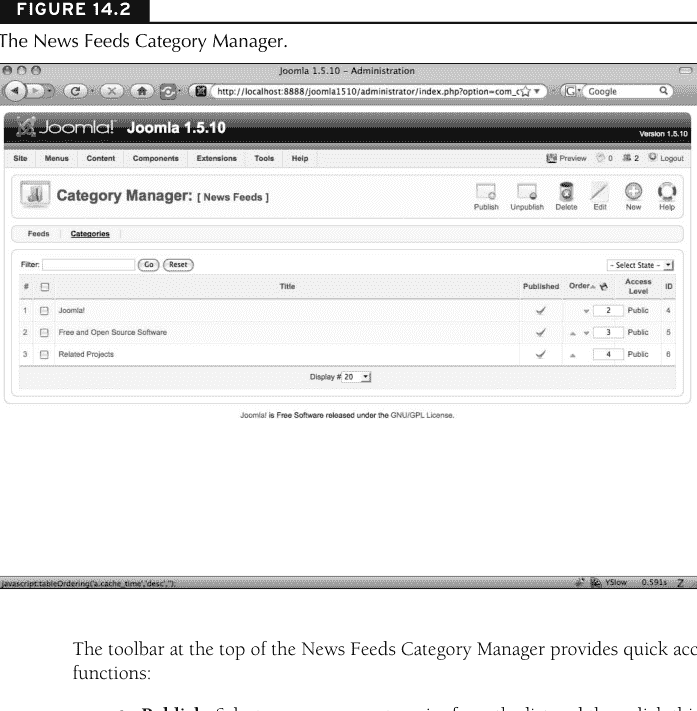 FIGURE 14.2
The News Feeds Category Manager.
Joomla 1.5.10 – Administration
http://localhost:8888/joomla1510/administrator/index.php?option=com_c
Google
Joomla! Joomla 1.5.10
Version 1.5.10
Site Menus Content Components Extensions Tools Help Preview 0 2 Logout
Category Manager: [ News Feeds ]
Publish Unpublish Delete Edit New Help
Feeds Categories
Filter: Go Reset - Select State -
# Title Published Order Access Level ID
1 Joomla! 2 Public 4
2 Free and Open Source Software 3 Public 5
3 Related Projects 4 Public 6
Display # 20
Joomla! is Free Software released under the GNU/GPL License.
javascript:tableOrdering('a.cache_time','desc','');
YSlow 0.591s
The toolbar at the top of the News Feeds Category Manager provides quick acc
functions: